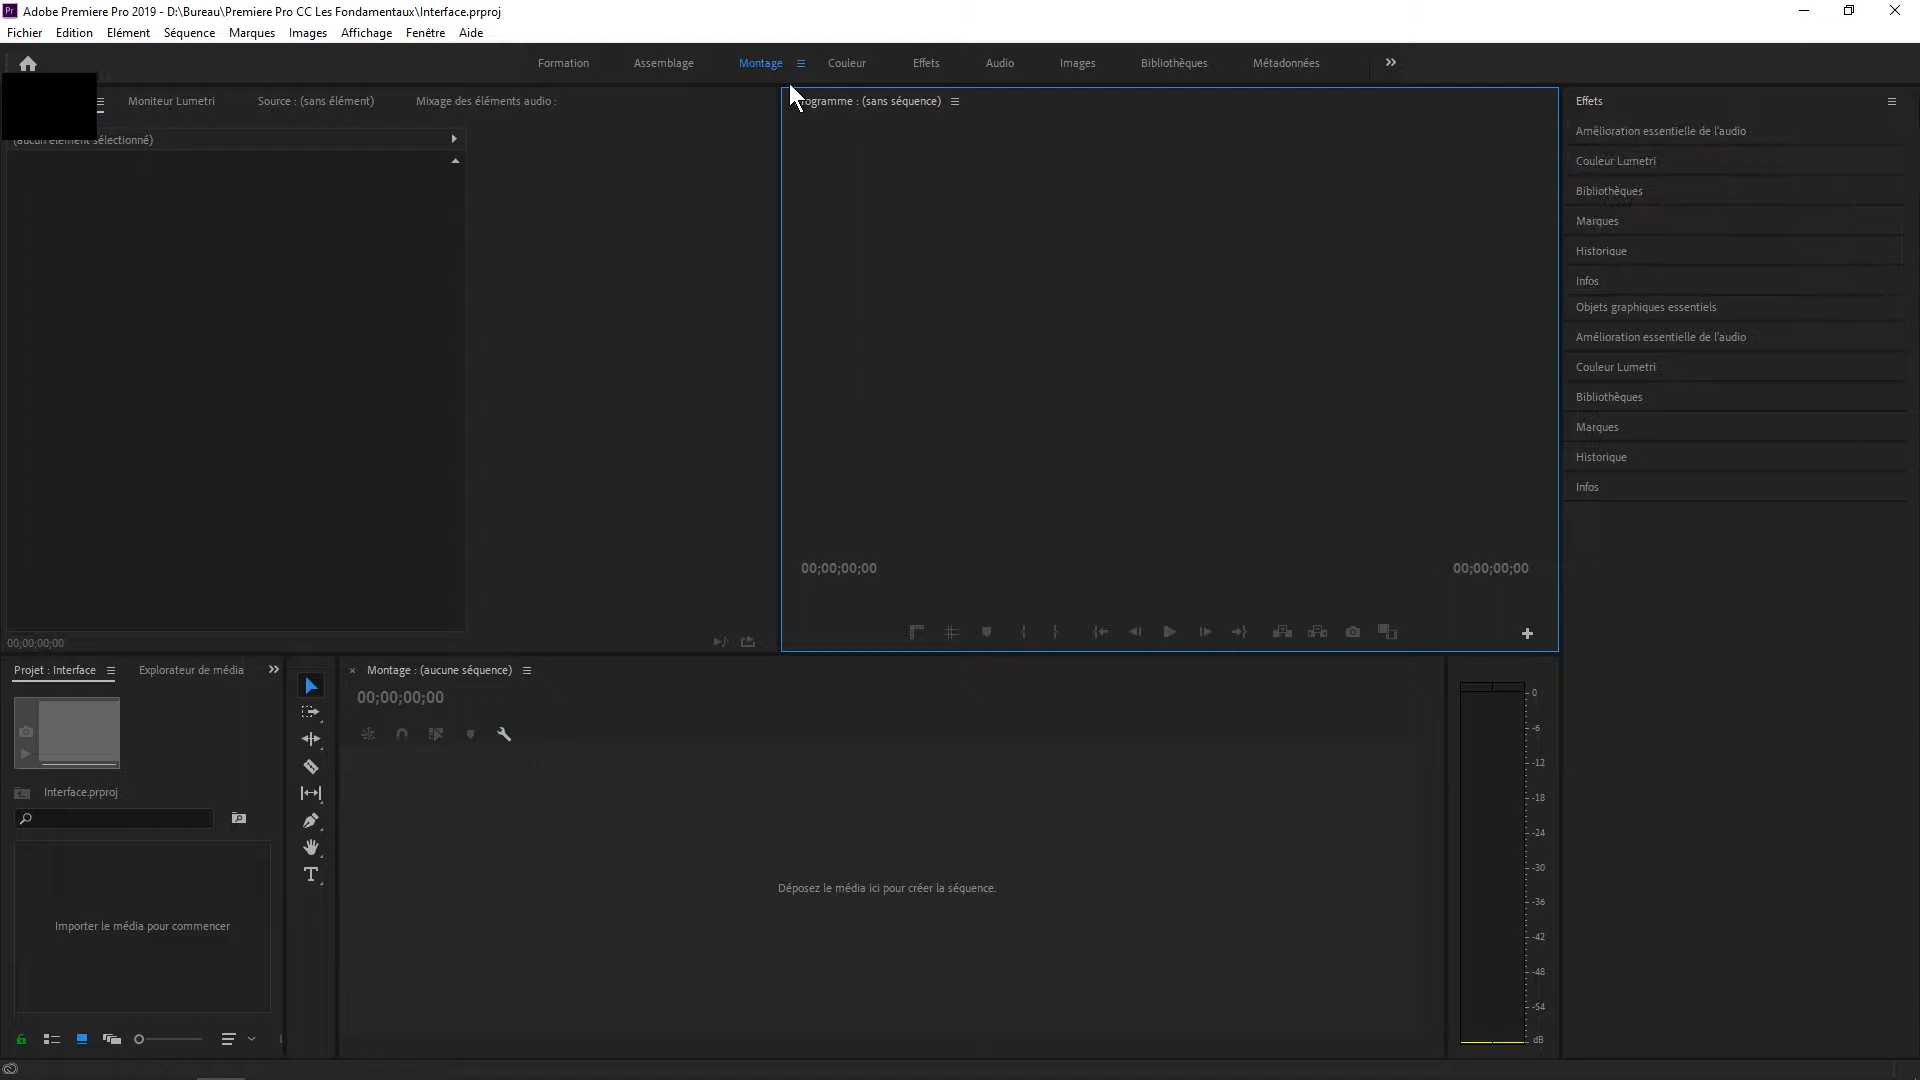 Adobe Premiere Pro 2019 - D:\Bureau\Premiere Pro CC Les Fondamentaux\Interface.prproj
Fichier Edition Elément Séquence Marques Images Affichage Fenêtre Aide
Formation Assemblage Montage Couleur Effets Audio Images Bibliothèques Métadonnées
Moniteur Lumetri Source : (sans élément) Mixage des éléments audio :
(aucun élément sélectionné)
00;00;00;00
rogramme : (sans séquence)
00;00;00;00 00;00;00;00
Effets
Amélioration essentielle de l'audio
Couleur Lumetri
Bibliothèques
Marques
Historique
Infos
Objets graphiques essentiels
Amélioration essentielle de l'audio
Couleur Lumetri
Bibliothèques
Marques
Historique
Infos
Projet : Interface Explorateur de média
Interface.prproj
Importer le média pour commencer
Montage : (aucune séquence)
00;00;00;00
Déposez le média ici pour créer la séquence.
0
-6
-12
-18
-24
-30
-36
-42
-48
-54
dB